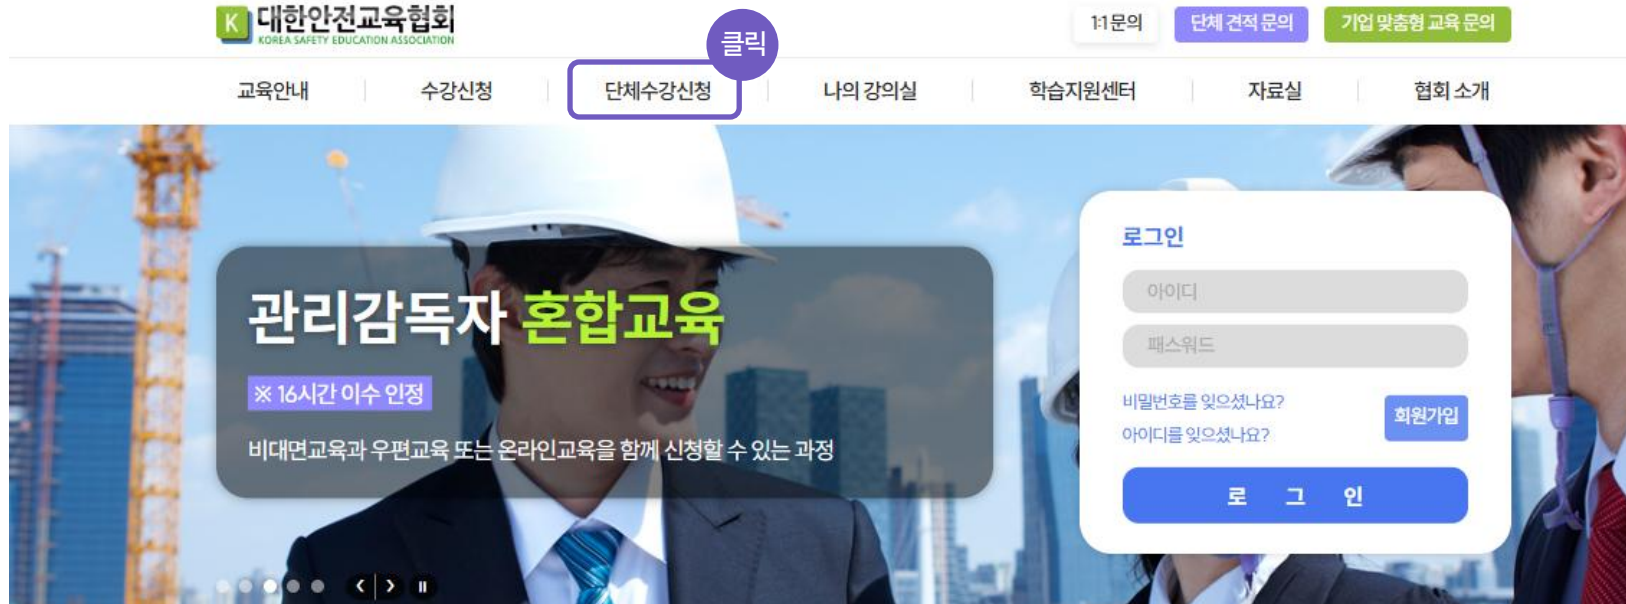 K 대한안전교육협회
KOREA SAFETY EDUCATION ASSOCIATION
클릭
1:1문의 단체 견적 문의 기업 맞춤형 교육 문의
교육안내 수강신청 단체수강신청 나의 강의실 학습지원센터 자료실 협회 소개
관리감독자 혼합교육
※ 16시간 이수 인정
비대면교육과 우편교육 또는 온라인교육을 함께 신청할 수 있는 과정
로그인
아이디
패스워드
비밀번호를 잊으셨나요?
아이디를 잊으셨나요?
회원가입
로 그 인